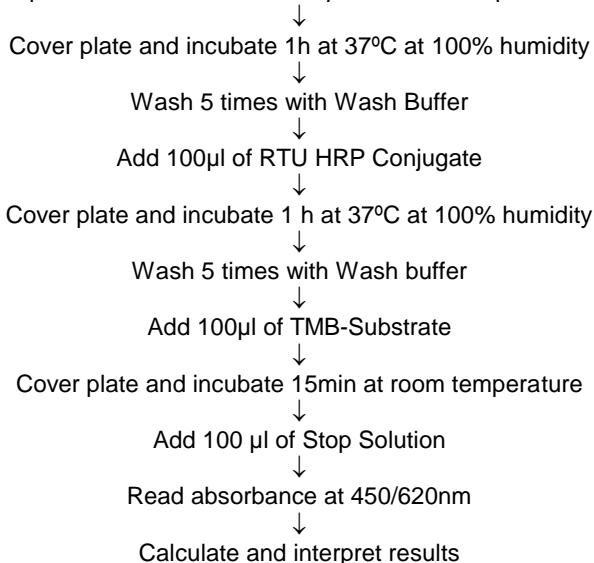 ↓
Cover plate and incubate 1h at 37ºC at 100% humidity
↓
Wash 5 times with Wash Buffer
↓
Add 100µl of RTU HRP Conjugate
↓
Cover plate and incubate 1 h at 37ºC at 100% humidity
↓
Wash 5 times with Wash buffer
↓
Add 100µl of TMB-Substrate
↓
Cover plate and incubate 15min at room temperature
↓
Add 100 µl of Stop Solution
↓
Read absorbance at 450/620nm
↓
Calculate and interpret results